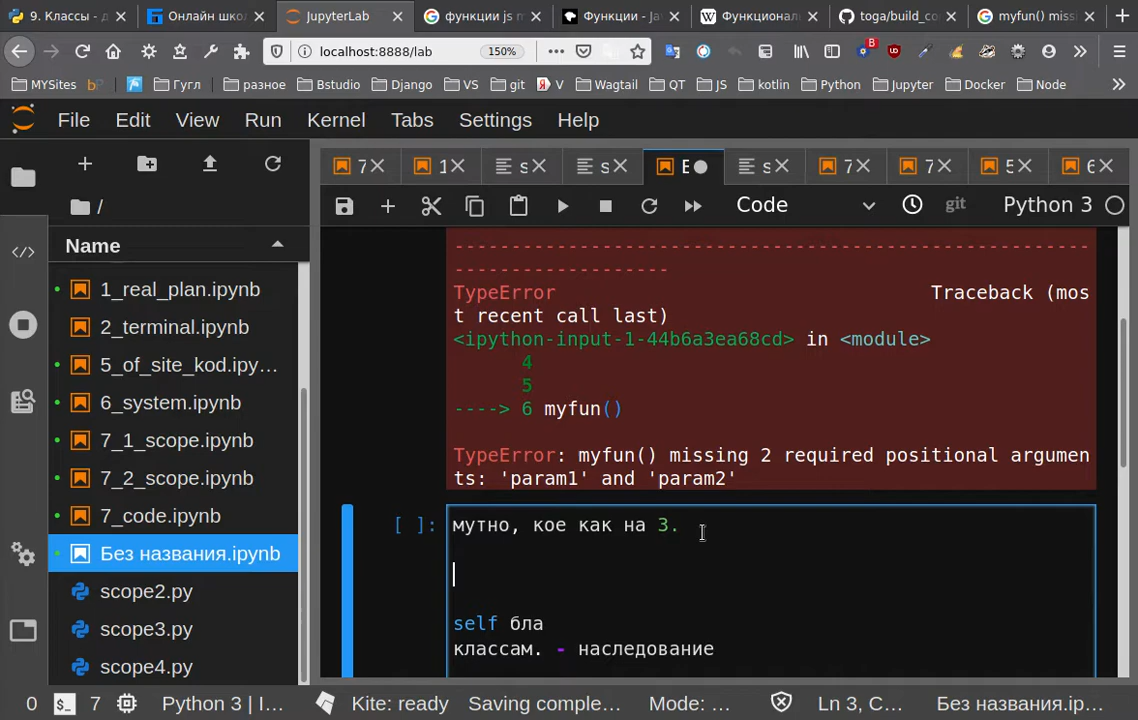 9. Классы - д
Онлайн шко
JupyterLab
функции js m
Функции - Ja
Функционал
toga/build_co
myfun() missi
localhost:8888/lab
150%
MYSites
Гугл
разное
Bstudio
Django
VS
git
V
Wagtail
QT
JS
kotlin
Python
Jupyter
Docker
Node
File
Edit
View
Run
Kernel
Tabs
Settings
Help
7
1
s
s
Б
s
7
7
5
6
/
Code
git
Python 3
Name
1_real_plan.ipynb
2_terminal.ipynb
5_of_site_kod.ipy…
6_system.ipynb
7_1_scope.ipynb
7_2_scope.ipynb
7_code.ipynb
Без названия.ipynb
scope2.py
scope3.py
scope4.py
--------------------------------------------------------
-------------------
TypeError Traceback (mos
t recent call last)
<ipython-input-1-44b6a3ea68cd> in <module>
4
5
----> 6 myfun()
TypeError: myfun() missing 2 required positional argumen
ts: 'param1' and 'param2'
[ ]:
мутно, кое как на 3.
self бла
классам. - наследование
0
7
Python 3 | I…
Kite: ready
Saving comple…
Mode: …
Ln 3, C…
Без названия.ip…